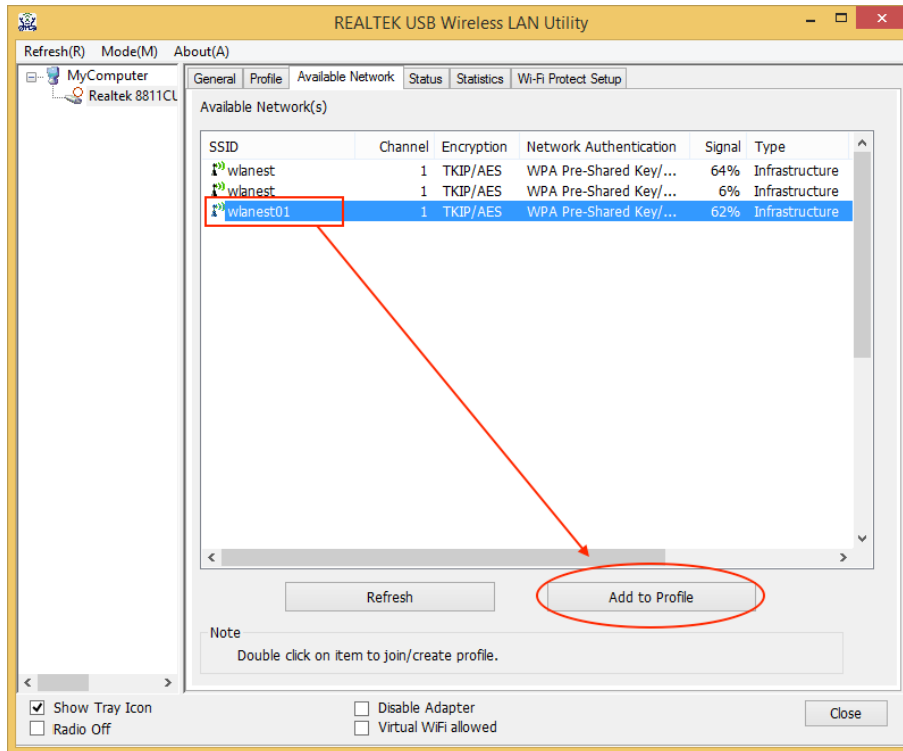 REALTEK USB Wireless LAN Utility
Refresh(R) Mode(M) About(A)
MyComputer
Realtek 8811CU
General Profile Available Network Status Statistics Wi-Fi Protect Setup
Available Network(s)
SSID Channel Encryption Network Authentication Signal Type
wlanest 1 TKIP/AES WPA Pre-Shared Key/... 64% Infrastructure
wlanest 1 TKIP/AES WPA Pre-Shared Key/... 6% Infrastructure
wlanest01 1 TKIP/AES WPA Pre-Shared Key/... 62% Infrastructure
Refresh Add to Profile
Note
Double click on item to join/create profile.
Show Tray Icon Disable Adapter Close
Radio Off Virtual WiFi allowed